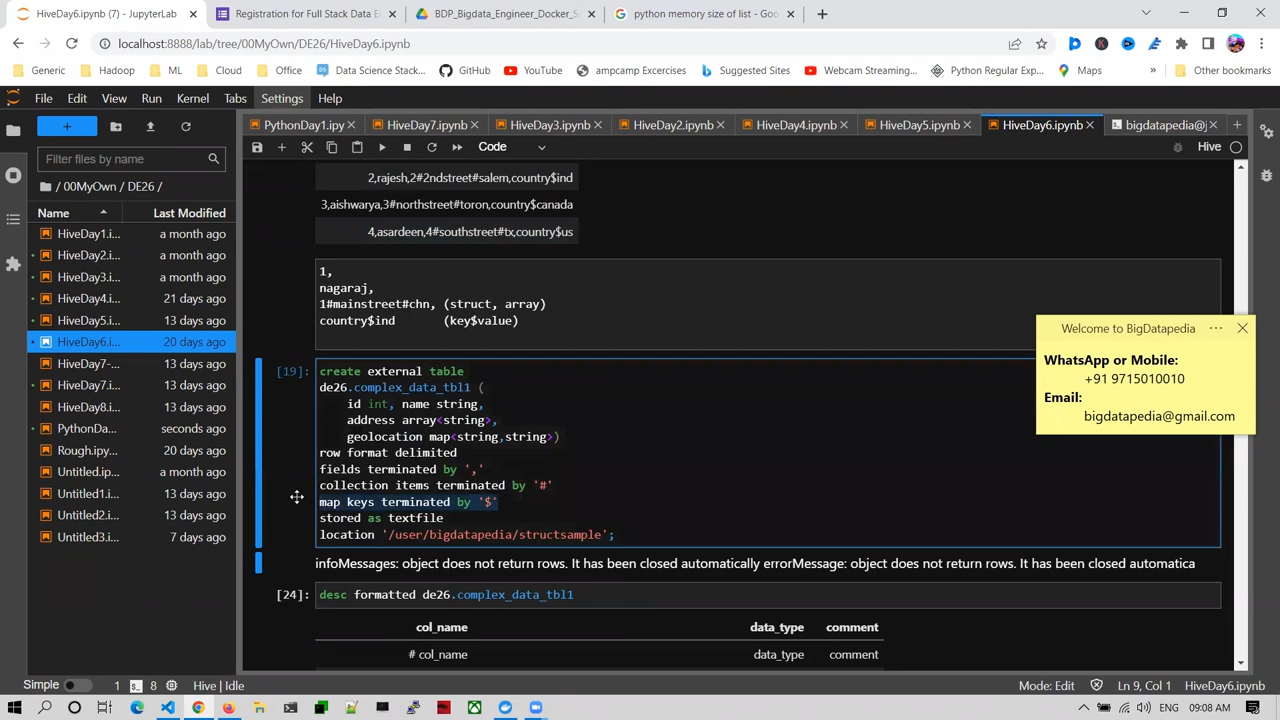 HiveDay6.ipynb (7) - JupyterLab
Registration for Full Stack Data E
BDP_Bigdata_Engineer_Docker_S
python memory size of list - Goo
localhost:8888/lab/tree/00MyOwn/DE26/HiveDay6.ipynb
Generic
Hadoop
ML
Cloud
Office
Data Science Stack...
GitHub
YouTube
ampcamp Excercises
Suggested Sites
Webcam Streaming...
Python Regular Exp...
Maps
»
Other bookmarks
File Edit View Run Kernel Tabs Settings Help
PythonDay1.ipy
HiveDay7.ipynb
HiveDay3.ipynb
HiveDay2.ipynb
HiveDay4.ipynb
HiveDay5.ipynb
HiveDay6.ipynb
bigdatapedia@j
Code
Hive
Filter files by name
/ 00MyOwn / DE26 /
Name Last Modified
HiveDay1.i... a month ago
HiveDay2.i... a month ago
HiveDay3.i... a month ago
HiveDay4.i... 21 days ago
HiveDay5.i... 13 days ago
HiveDay6.i... 20 days ago
HiveDay7-... 13 days ago
HiveDay7.i... 13 days ago
HiveDay8.i... 13 days ago
PythonDa... seconds ago
Rough.ipy... 20 days ago
Untitled.ip... a month ago
Untitled1.i... 13 days ago
Untitled2.i... 13 days ago
Untitled3.i... 7 days ago
2,rajesh,2#2ndstreet#salem,country$ind
3,aishwarya,3#northstreet#toron,country$canada
4,asardeen,4#southstreet#tx,country$us
1,
nagaraj,
1#mainstreet#chn, (struct, array)
country$ind (key$value)
[19]: create external table
de26.complex_data_tbl1 (
id int, name string,
address array<string>,
geolocation map<string,string>)
row format delimited
fields terminated by ','
collection items terminated by '#'
map keys terminated by '$'
stored as textfile
location '/user/bigdatapedia/structsample';
infoMessages: object does not return rows. It has been closed automatically errorMessage: object does not return rows. It has been closed automatica
[24]: desc formatted de26.complex_data_tbl1
col_name data_type comment
# col_name data_type comment
Welcome to BigDatapedia
WhatsApp or Mobile:
+91 9715010010
Email:
bigdatapedia@gmail.com
Simple 1 8 Hive | Idle
Mode: Edit Ln 9, Col 1 HiveDay6.ipynb
ENG 09:08 AM